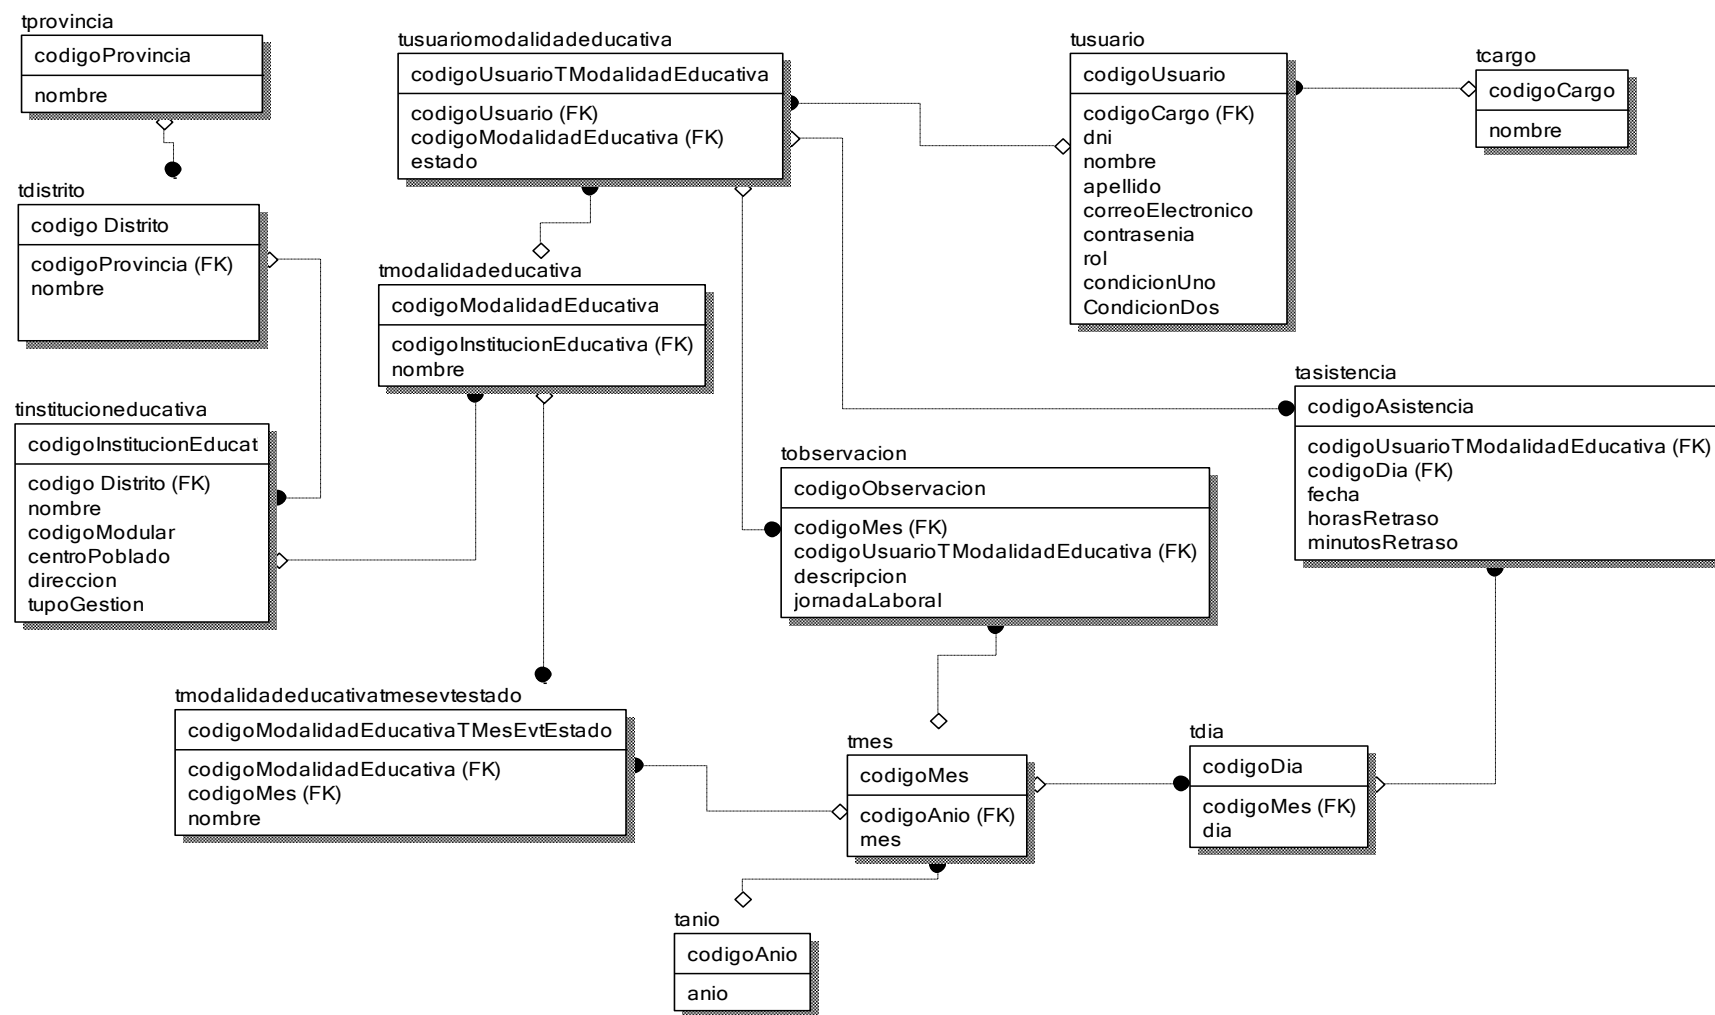 tprovincia
codigoProvincia
nombre
tdistrito
codigo Distrito
codigoProvincia (FK)
nombre
tinstitucioneducativa
codigoInstitucionEducat
codigo Distrito (FK)
nombre
codigoModular
centroPoblado
direccion
tupoGestion
tusuariomodalidadeducativa
codigoUsuarioTModalidadEducativa
codigoUsuario (FK)
codigoModalidadEducativa (FK)
estado
tmodalidadeducativa
codigoModalidadEducativa
codigoInstitucionEducativa (FK)
nombre
tusuario
codigoUsuario
codigoCargo (FK)
dni
nombre
apellido
correoElectronico
contrasenia
rol
condicionUno
CondicionDos
tcargo
codigoCargo
nombre
tasistencia
codigoAsistencia
codigoUsuarioTModalidadEducativa (FK)
codigoDia (FK)
fecha
horasRetraso
minutosRetraso
tobservacion
codigoObservacion
codigoMes (FK)
codigoUsuarioTModalidadEducativa (FK)
descripcion
jornadaLaboral
tmodalidadeducativatmesevtestado
codigoModalidadEducativaTMesEvtEstado
codigoModalidadEducativa (FK)
codigoMes (FK)
nombre
tmes
codigoMes
codigoAnio (FK)
mes
tdia
codigoDia
codigoMes (FK)
dia
tanio
codigoAnio
anio